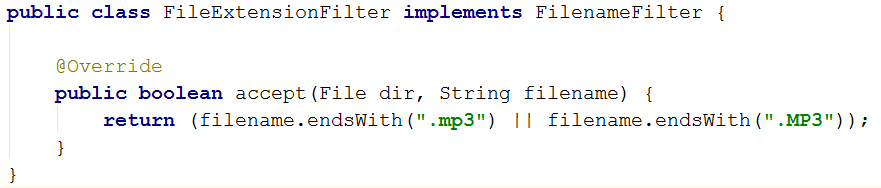 public class FileExtensionFilter implements FilenameFilter {
@Override
public boolean accept(File dir, String filename) {
return (filename.endsWith(".mp3") || filename.endsWith(".MP3"));
}
}